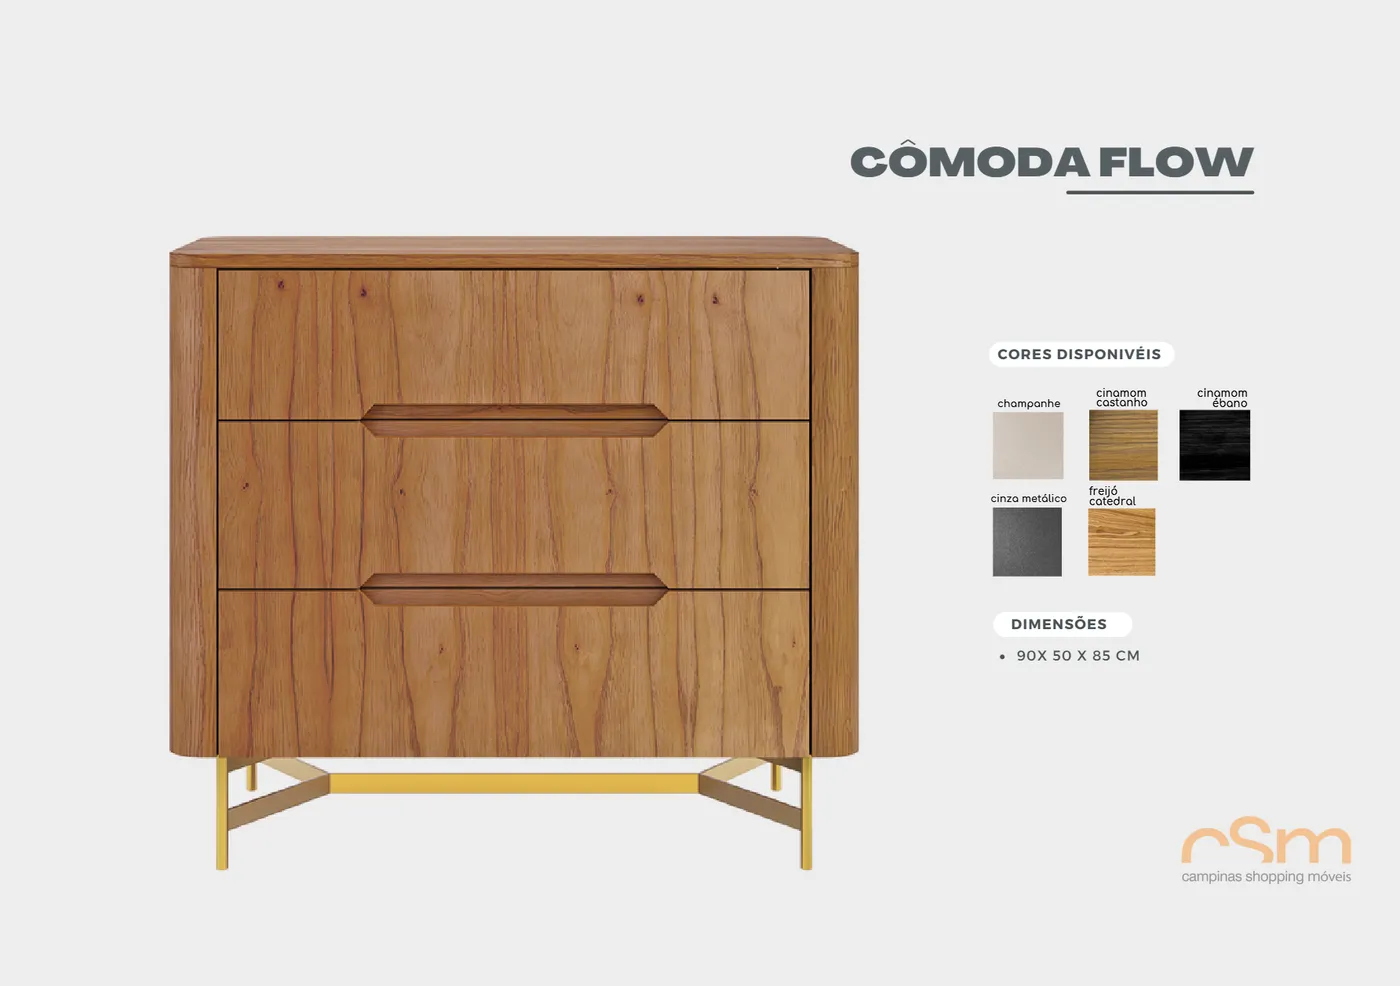 CÔMODA FLOW
CORES DISPONIVÉIS
champanhe
cinamom
castanho
cinamom
ébano
cinza metálico
freijó
catedral
DIMENSÕES
• 90X 50 X 85 CM
csm
campinas shopping móveis